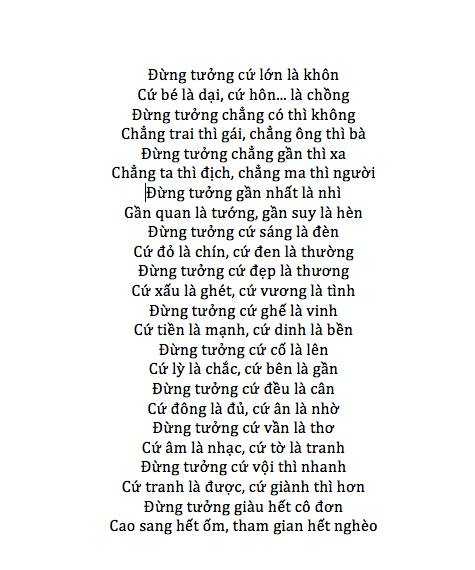 Đừng tưởng cứ lớn là khôn
Cứ bé là dại, cứ hôn... là chồng
Đừng tưởng chẳng có thì không
Chẳng trai thì gái, chẳng ông thì bà
Đừng tưởng chẳng gần thì xa
Chẳng ta thì địch, chẳng ma thì người
Đừng tưởng gần nhất là nhì
Gần quan là tướng, gần suy là hèn
Đừng tưởng cứ sáng là đèn
Cứ đỏ là chín, cứ đen là thường
Đừng tưởng cứ đẹp là thương
Cứ xấu là ghét, cứ vương là tình
Đừng tưởng cứ ghế là vinh
Cứ tiền là mạnh, cứ dinh là bền
Đừng tưởng cứ cố là lên
Cứ lỳ là chắc, cứ bên là gần
Đừng tưởng cứ đều là cân
Cứ đông là đủ, cứ ân là nhờ
Đừng tưởng cứ vần là thơ
Cứ âm là nhạc, cứ tờ là tranh
Đừng tưởng cứ vội thì nhanh
Cứ tranh là được, cứ giành thì hơn
Đừng tưởng giàu hết cô đơn
Cao sang hết ốm, tham gian hết nghèo